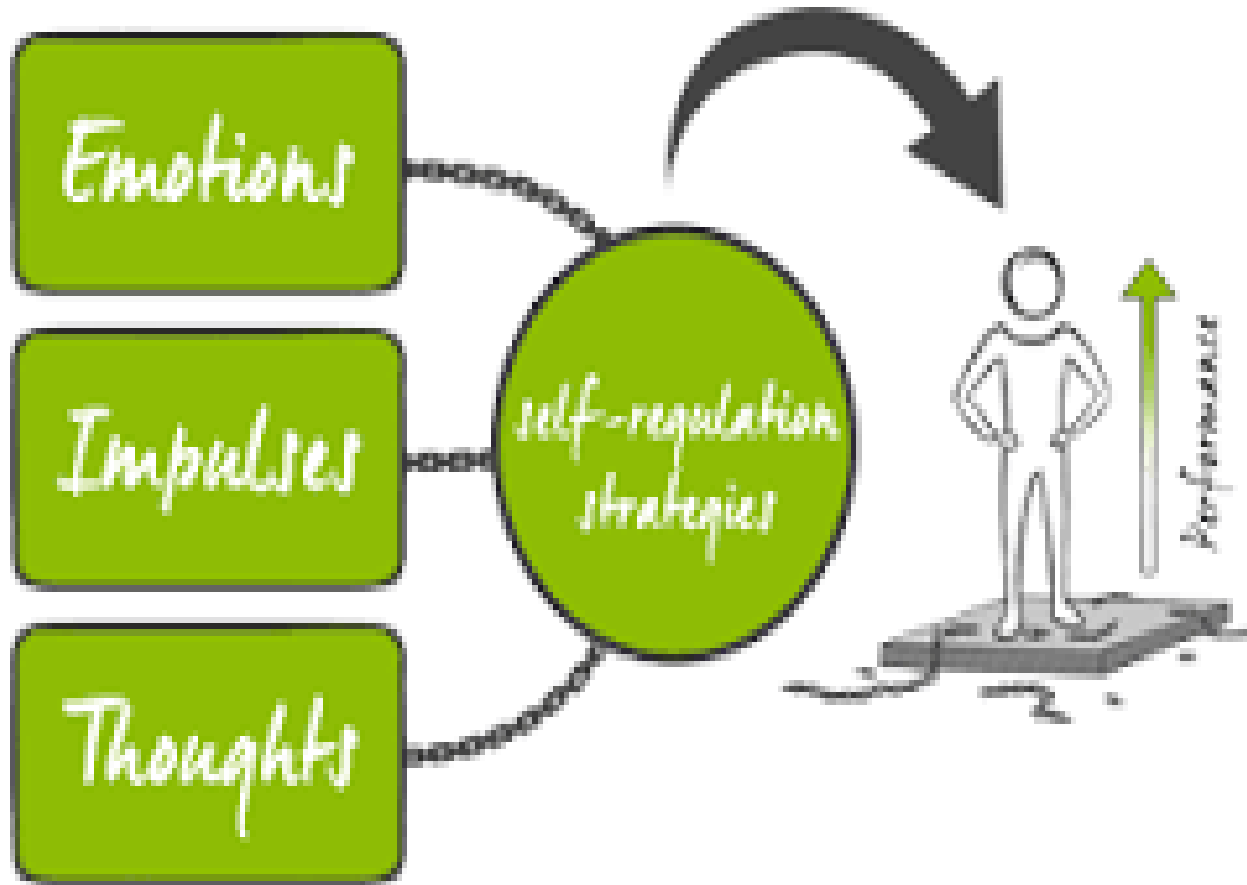 Emotions
Impulses
Thoughts
self-regulation
strategies
Performance